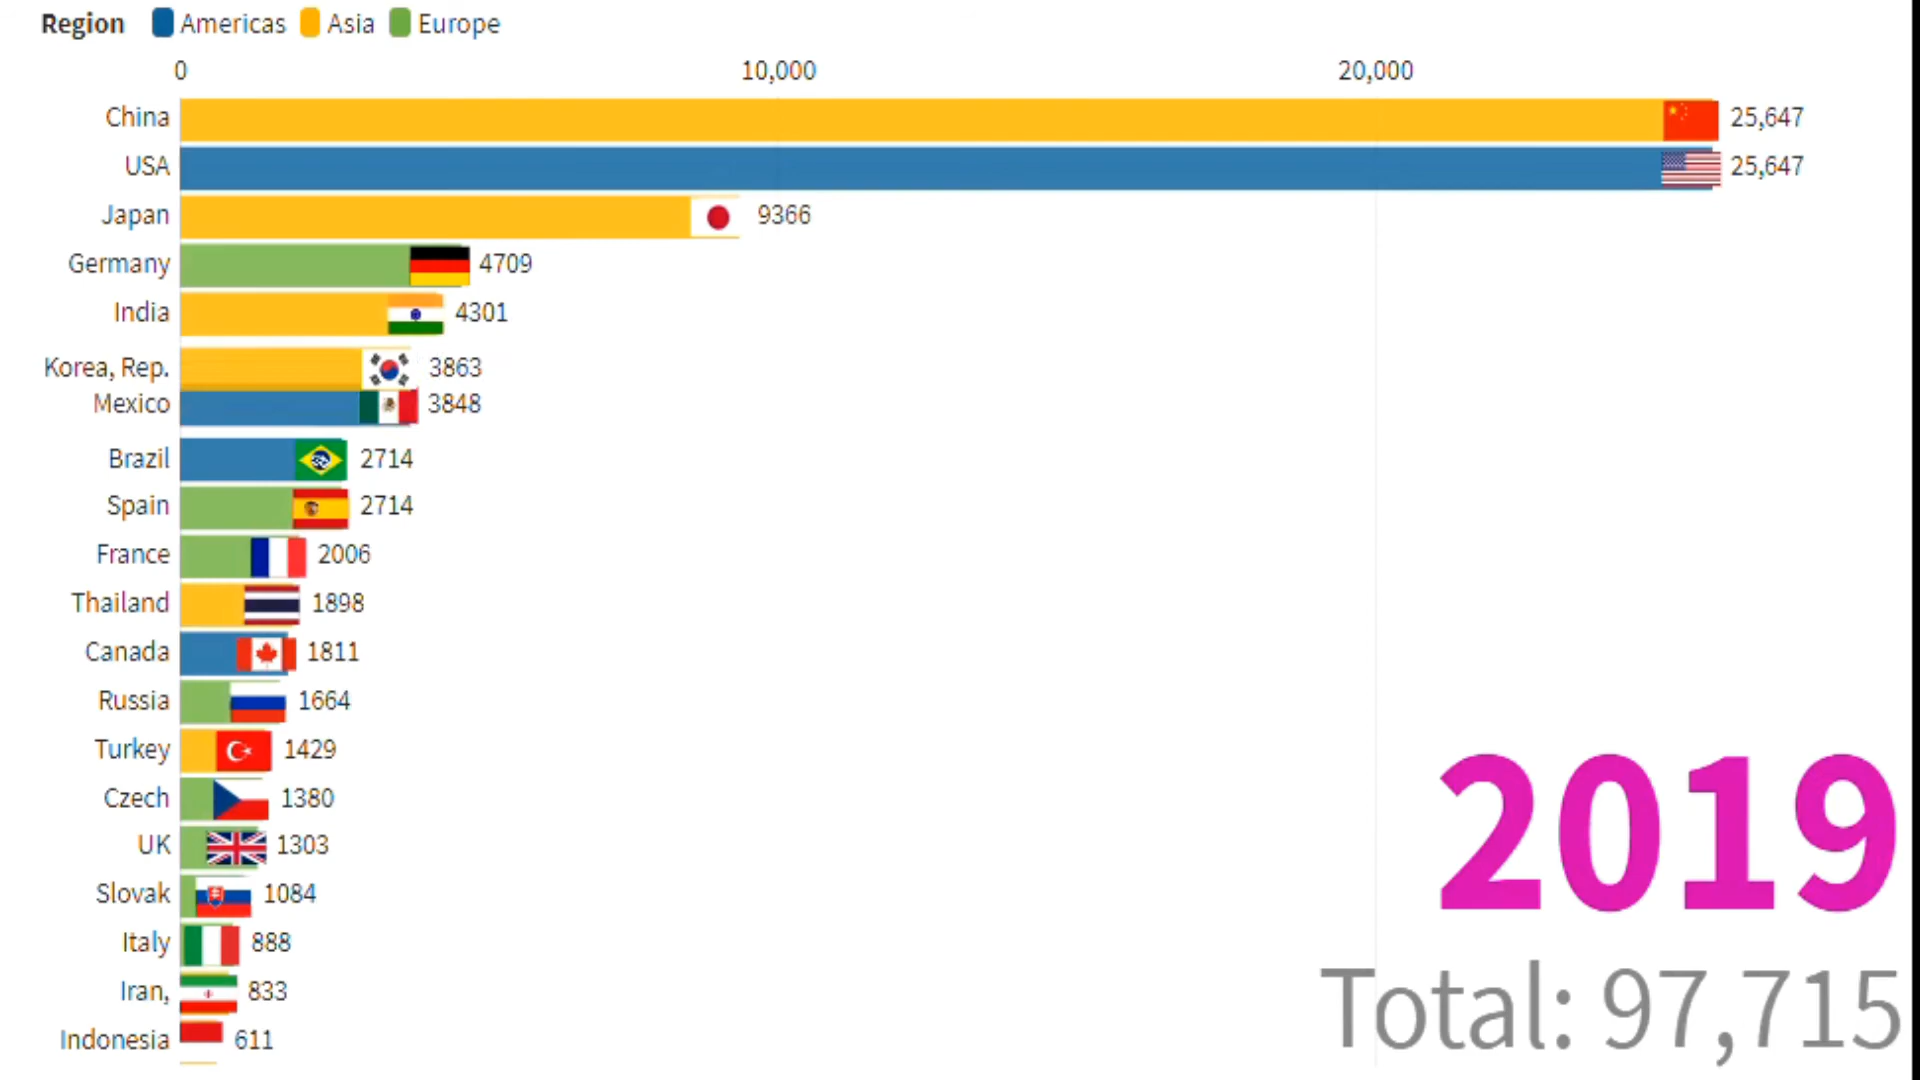 Region Americas Asia Europe
0 10,000 20,000
China 25,647
USA 25,647
Japan 9366
Germany 4709
India 4301
Korea, Rep. 3863
Mexico 3848
Brazil 2714
Spain 2714
France 2006
Thailand 1898
Canada 1811
Russia 1664
Turkey 1429
Czech 1380
UK 1303
Slovak 1084
Italy 888
Iran, 833
Indonesia 611
2019
Total: 97,715